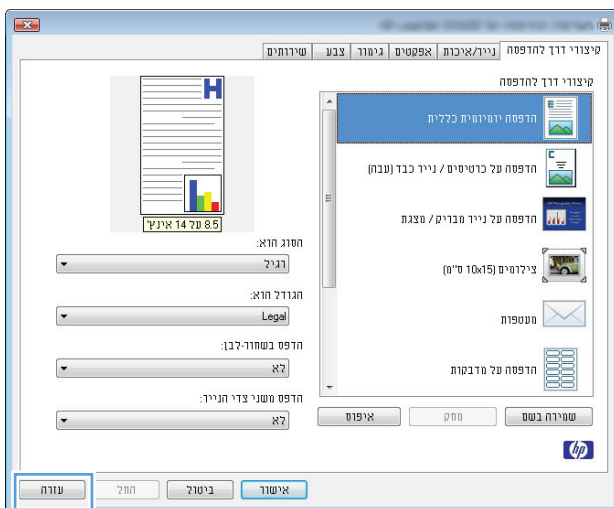 קיצורי דרך להדפסה
נייר/איכות
אפקטים
גימור
צבע
שירותים
קיצורי דרך להדפסה
הדפסה יומיומית כללית
הדפסה על כרטיסים / נייר כבד (עבה)
הדפסה על נייר מבריק / מצגת
צילומים (10x15 ס"מ)
מעטפות
הדפסה על מדבקות
שמירה בשם
מחק
איפוס
H
8.5 על 14 אינץ'
הסוג הוא:
רגיל
הגודל הוא:
Legal
הדפס בשחור-לבן:
לא
הדפס משני צדי הנייר:
לא
hp
אישור
ביטול
החל
עזרה